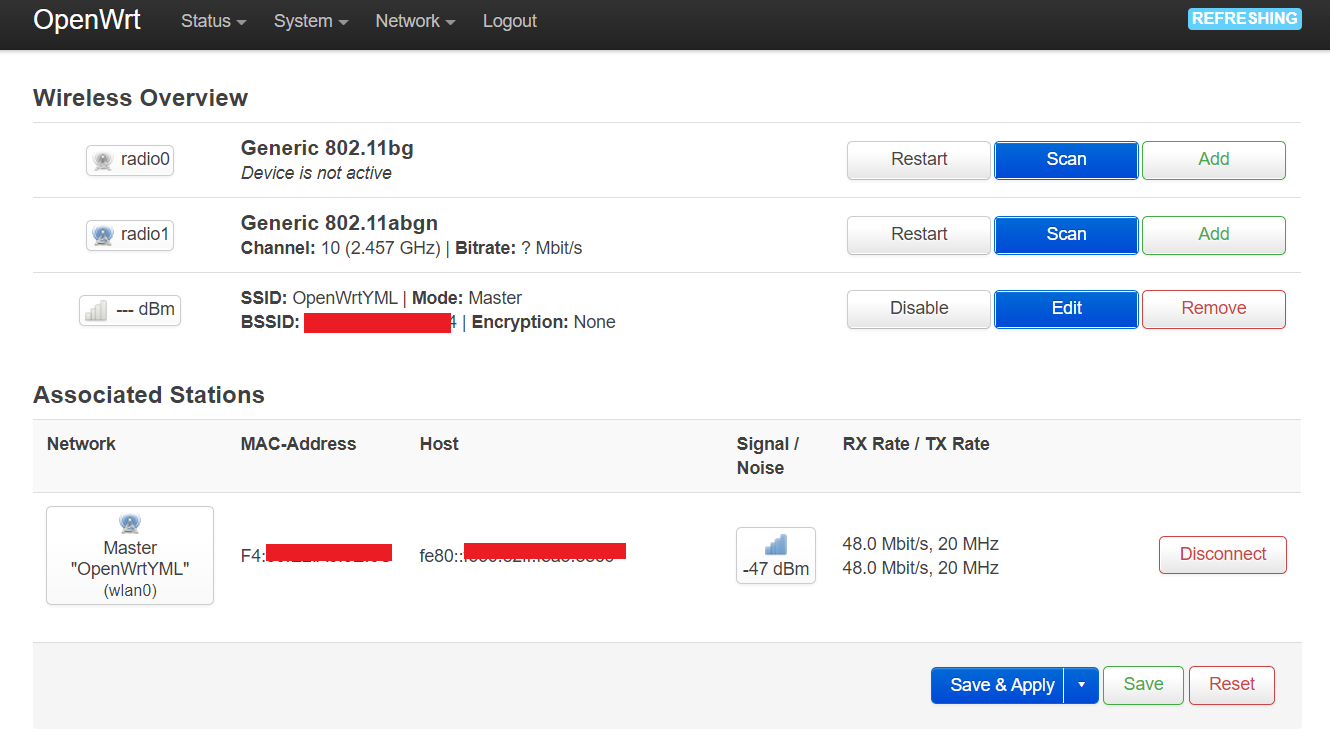 OpenWrt Status System Network Logout REFRESHING
Wireless Overview
radio0 Generic 802.11bg Restart Scan Add
Device is not active
radio1 Generic 802.11abgn Restart Scan Add
Channel: 10 (2.457 GHz) | Bitrate: ? Mbit/s
--- dBm SSID: OpenWrtYML | Mode: Master Disable Edit Remove
BSSID: 4 | Encryption: None
Associated Stations
Network MAC-Address Host Signal / Noise RX Rate / TX Rate
Master "OpenWrtYML" (wlan0)
F4:
fe80::
-47 dBm
48.0 Mbit/s, 20 MHz
48.0 Mbit/s, 20 MHz
Disconnect
Save & Apply Save Reset